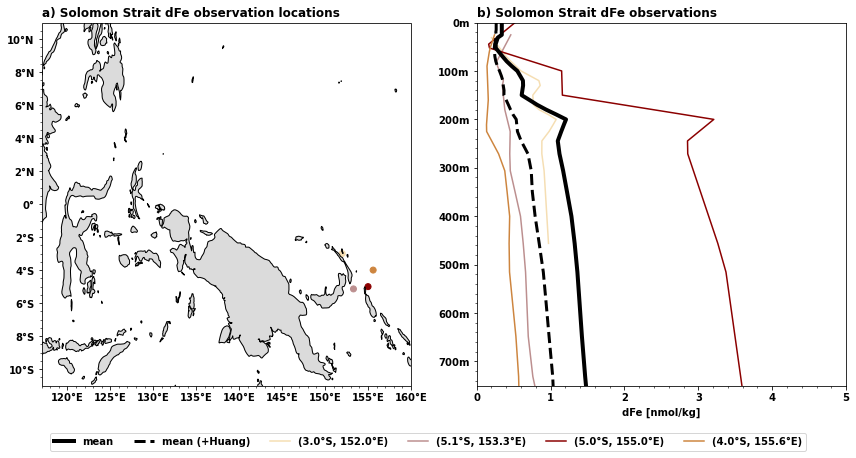 a) Solomon Strait dFe observation locations
10°N
8°N
6°N
4°N
2°N
0°
2°S
4°S
6°S
8°S
10°S
120°E 125°E 130°E 135°E 140°E 145°E 150°E 155°E 160°E
b) Solomon Strait dFe observations
0m
100m
200m
300m
400m
500m
600m
700m
0 1 2 3 4 5
dFe [nmol/kg]
mean mean (+Huang) (3.0°S, 152.0°E) (5.1°S, 153.3°E) (5.0°S, 155.0°E) (4.0°S, 155.6°E)